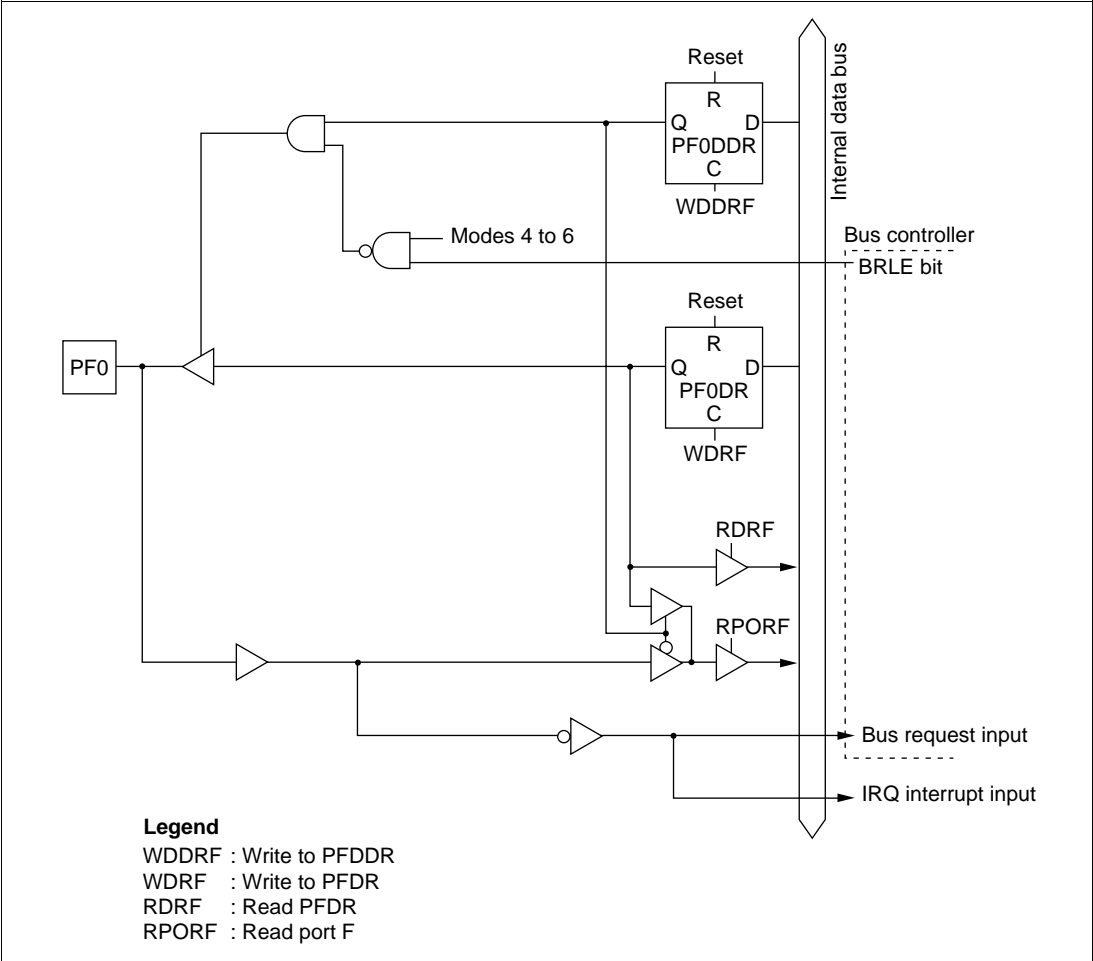 Reset
R
Q D
PF0DDR
C
WDDRF
Internal data bus
Modes 4 to 6
Bus controller
BRLE bit
Reset
R
PF0
Q D
PF0DR
C
WDRF
RDRF
RPORF
Bus request input
IRQ interrupt input
Legend
WDDRF : Write to PFDDR
WDRF : Write to PFDR
RDRF : Read PFDR
RPORF : Read port F